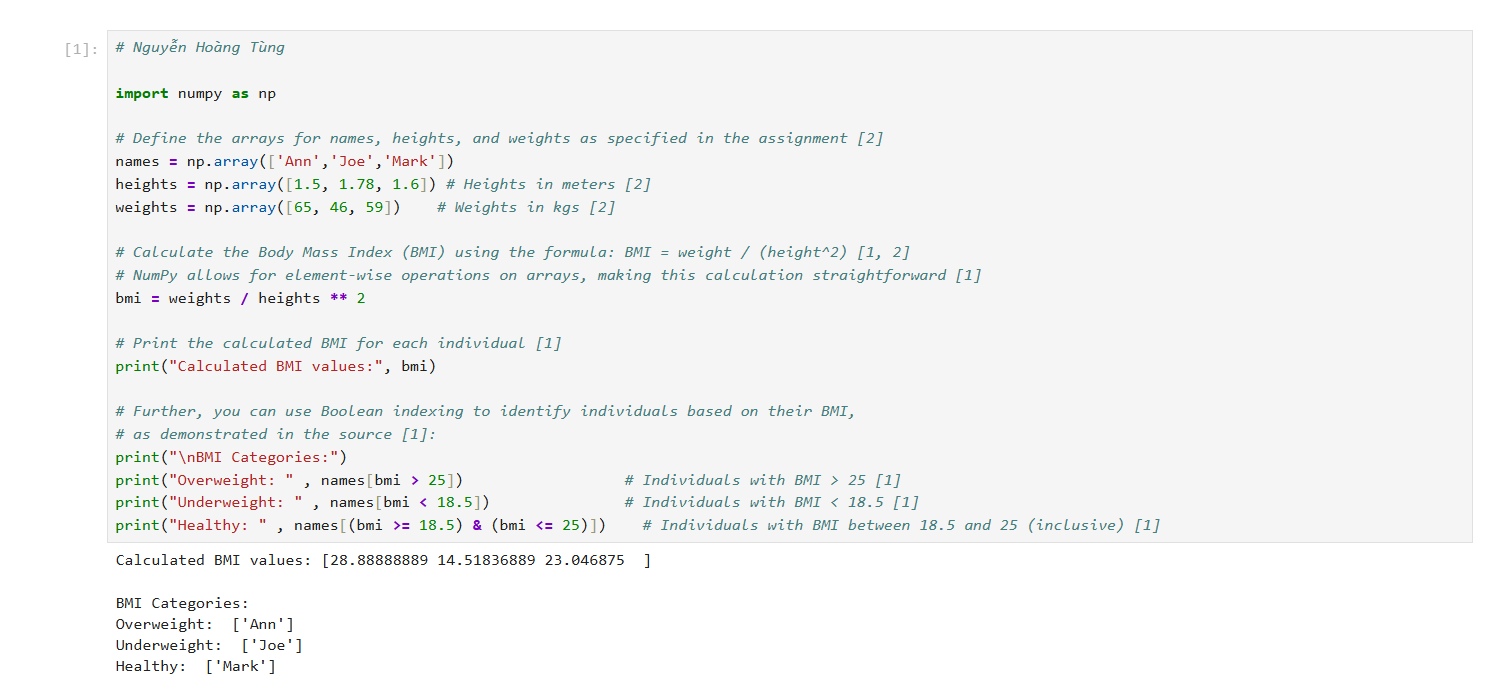 [1]: # Nguyễn Hoàng Tùng
import numpy as np
# Define the arrays for names, heights, and weights as specified in the assignment [2]
names = np.array(['Ann','Joe','Mark'])
heights = np.array([1.5, 1.78, 1.6]) # Heights in meters [2]
weights = np.array([65, 46, 59])    # Weights in kgs [2]
# Calculate the Body Mass Index (BMI) using the formula: BMI = weight / (height^2) [1, 2]
# NumPy allows for element-wise operations on arrays, making this calculation straightforward [1]
bmi = weights / heights ** 2
# Print the calculated BMI for each individual [1]
print("Calculated BMI values:", bmi)
# Further, you can use Boolean indexing to identify individuals based on their BMI,
# as demonstrated in the source [1]:
print("\nBMI Categories:")
print("Overweight: " , names[bmi > 25])                  # Individuals with BMI > 25 [1]
print("Underweight: " , names[bmi < 18.5])               # Individuals with BMI < 18.5 [1]
print("Healthy: " , names[(bmi >= 18.5) & (bmi <= 25)])    # Individuals with BMI between 18.5 and 25 (inclusive) [1]
Calculated BMI values: [28.88888889 14.51836889 23.046875  ]
BMI Categories:
Overweight:  ['Ann']
Underweight:  ['Joe']
Healthy:  ['Mark']